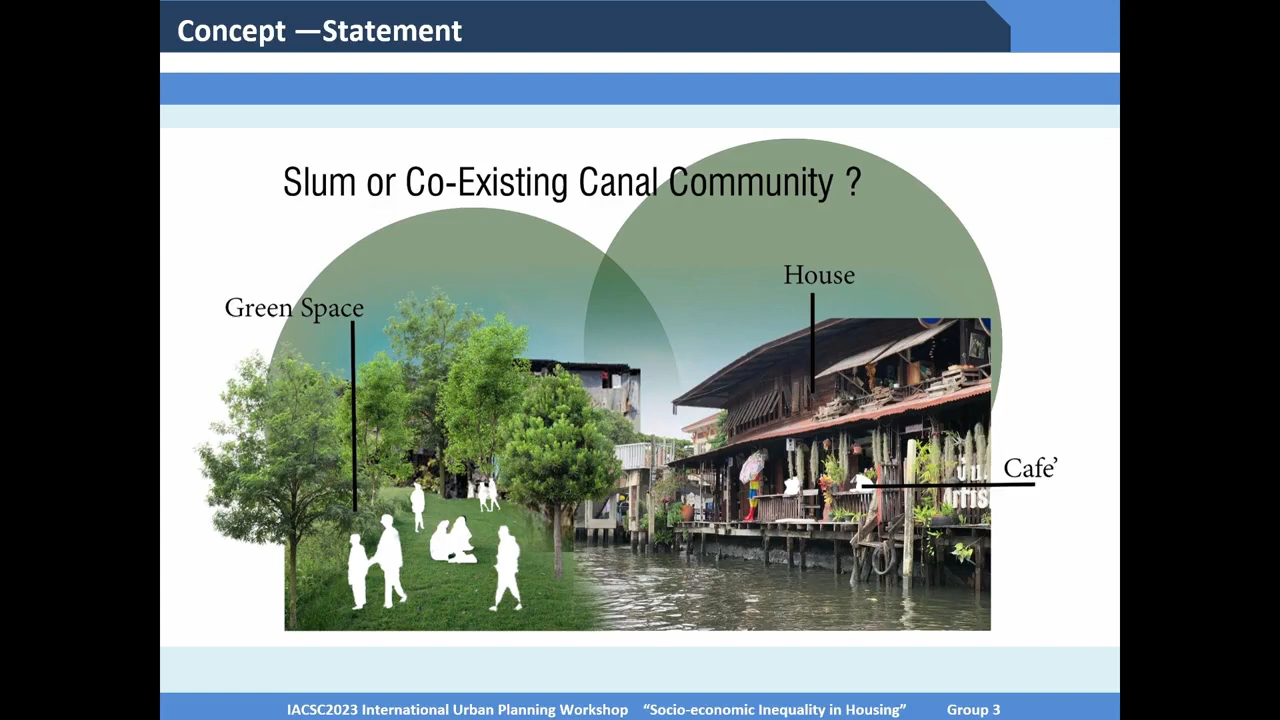 Concept —Statement
Slum or Co-Existing Canal Community ?
House
Green Space
Cafe’
IACSC2023 International Urban Planning Workshop “Socio-economic Inequality in Housing” Group 3